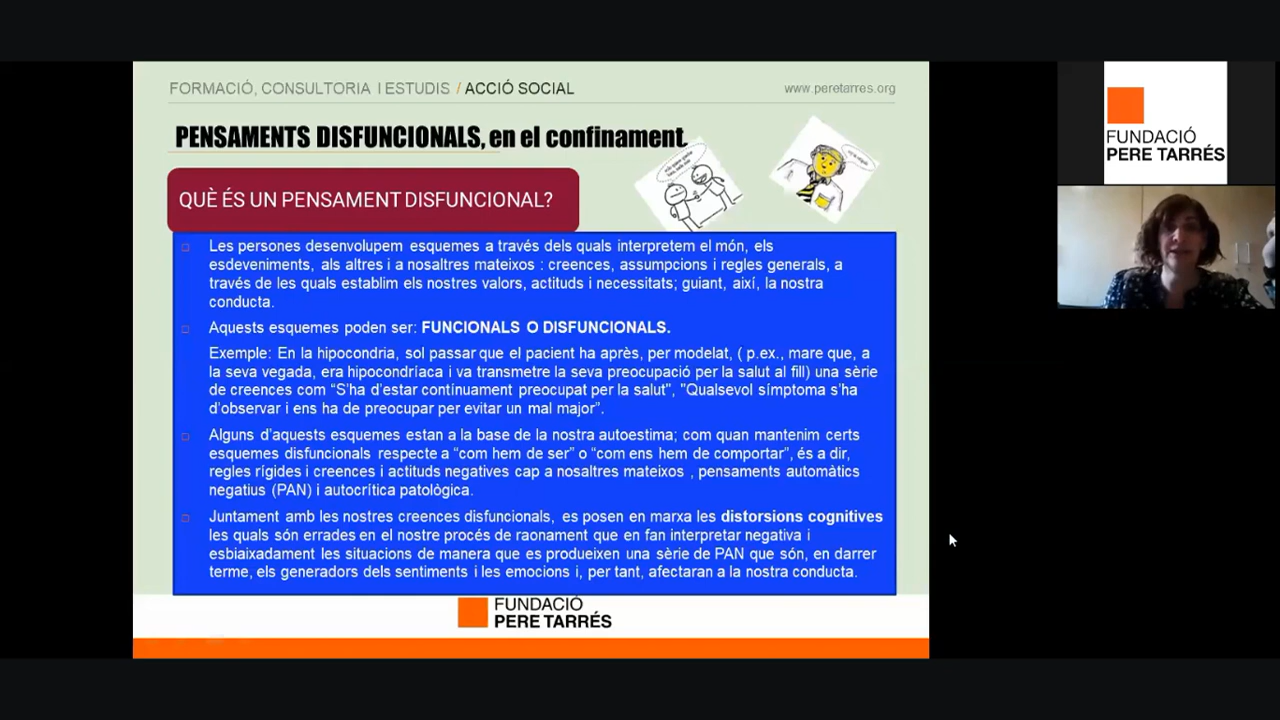 FORMACIÓ, CONSULTORIA I ESTUDIS / ACCIÓ SOCIAL
www.peretarres.org
PENSAMENTS DISFUNCIONALS, en el confinament.
QUÈ ÉS UN PENSAMENT DISFUNCIONAL?
Les persones desenvolupem esquemes a través dels quals interpretem el món, els
esdeveniments, als altres i a nosaltres mateixos : creences, assumpcions i regles generals, a
través de les quals establim els nostres valors, actituds i necessitats; guiant, així, la nostra
conducta.
Aquests esquemes poden ser: FUNCIONALS O DISFUNCIONALS.
Exemple: En la hipocondria, sol passar que el pacient ha après, per modelat, ( p.ex., mare que, a
la seva vegada, era hipocondríaca i va transmetre la seva preocupació per la salut al fill) una sèrie
de creences com “S'ha d'estar contínuament preocupat per la salut", "Qualsevol símptoma s'ha
d'observar i ens ha de preocupar per evitar un mal major”.
Alguns d'aquests esquemes estan a la base de la nostra autoestima; com quan mantenim certs
esquemes disfuncionals respecte a “com hem de ser” o “com ens hem de comportar”, és a dir,
regles rígides i creences i actituds negatives cap a nosaltres mateixos , pensaments automàtics
negatius (PAN) i autocrítica patològica.
Juntament amb les nostres creences disfuncionals, es posen en marxa les distorsions cognitives
les quals són errades en el nostre procés de raonament que en fan interpretar negativa i
esbiaixadament les situacions de manera que es produeixen una sèrie de PAN que són, en darrer
terme, els generadors dels sentiments i les emocions i, per tant, afectaran a la nostra conducta.
FUNDACIÓ
PERE TARRÉS
FUNDACIÓ
PERE TARRÉS